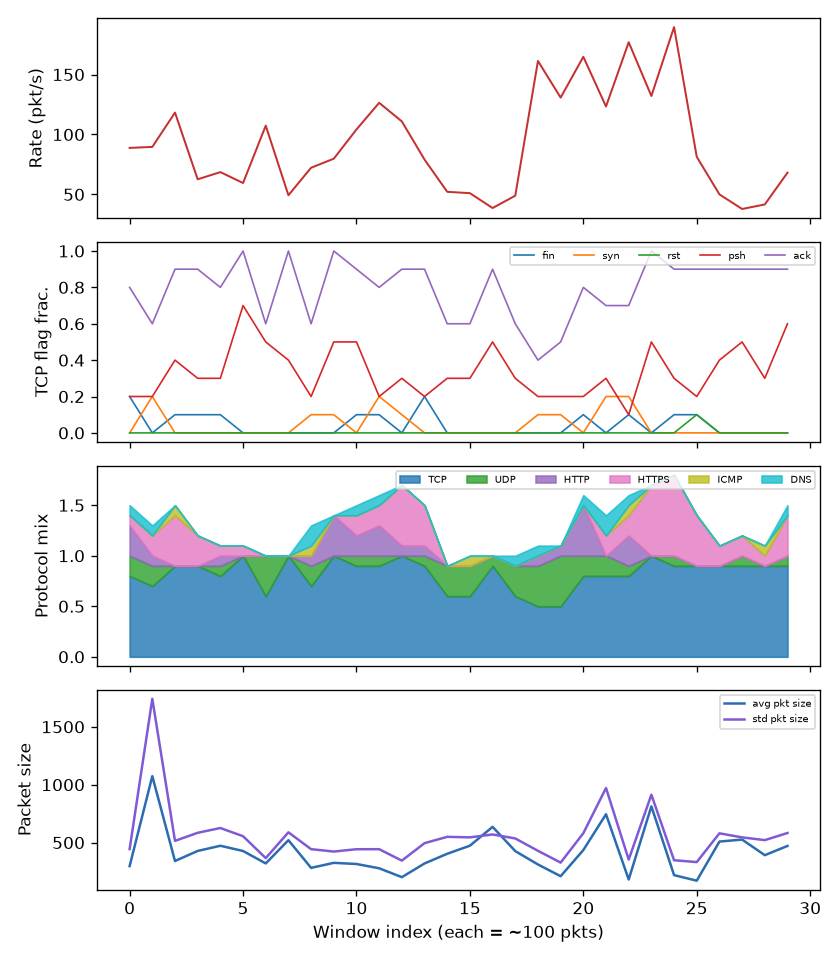 Rate (pkt/s)
150
100
50
TCP flag frac.
1.0
0.8
0.6
0.4
0.2
0.0
fin syn rst psh ack
Protocol mix
1.5
1.0
0.5
0.0
TCP UDP HTTP HTTPS ICMP DNS
Packet size
1500
1000
500
avg pkt size
std pkt size
0 5 10 15 20 25 30
Window index (each = ~100 pkts)